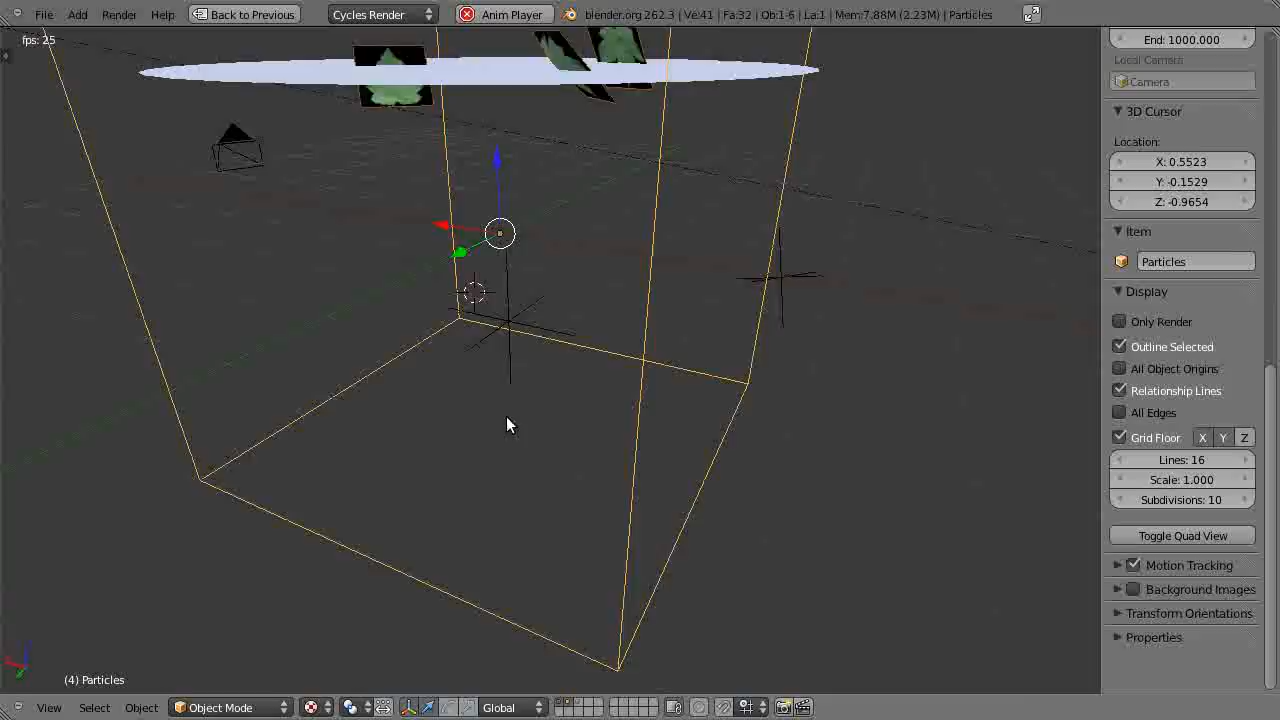 File Add Render Help Back to Previous Cycles Render Anim Player blender.org 262.3 | Ve:41 | Fa:32 | Ob:1-6 | La:1 | Mem:7.88M (2.23M) | Particles
fps: 25
End: 1000.000
Local Camera
Camera
3D Cursor
Location:
X: 0.5523
Y: -0.1529
Z: -0.9654
Item
Particles
Display
Only Render
Outline Selected
All Object Origins
Relationship Lines
All Edges
Grid Floor X Y Z
Lines: 16
Scale: 1.000
Subdivisions: 10
Toggle Quad View
Motion Tracking
Background Images
Transform Orientations
Properties
(4) Particles
View Select Object Object Mode Global